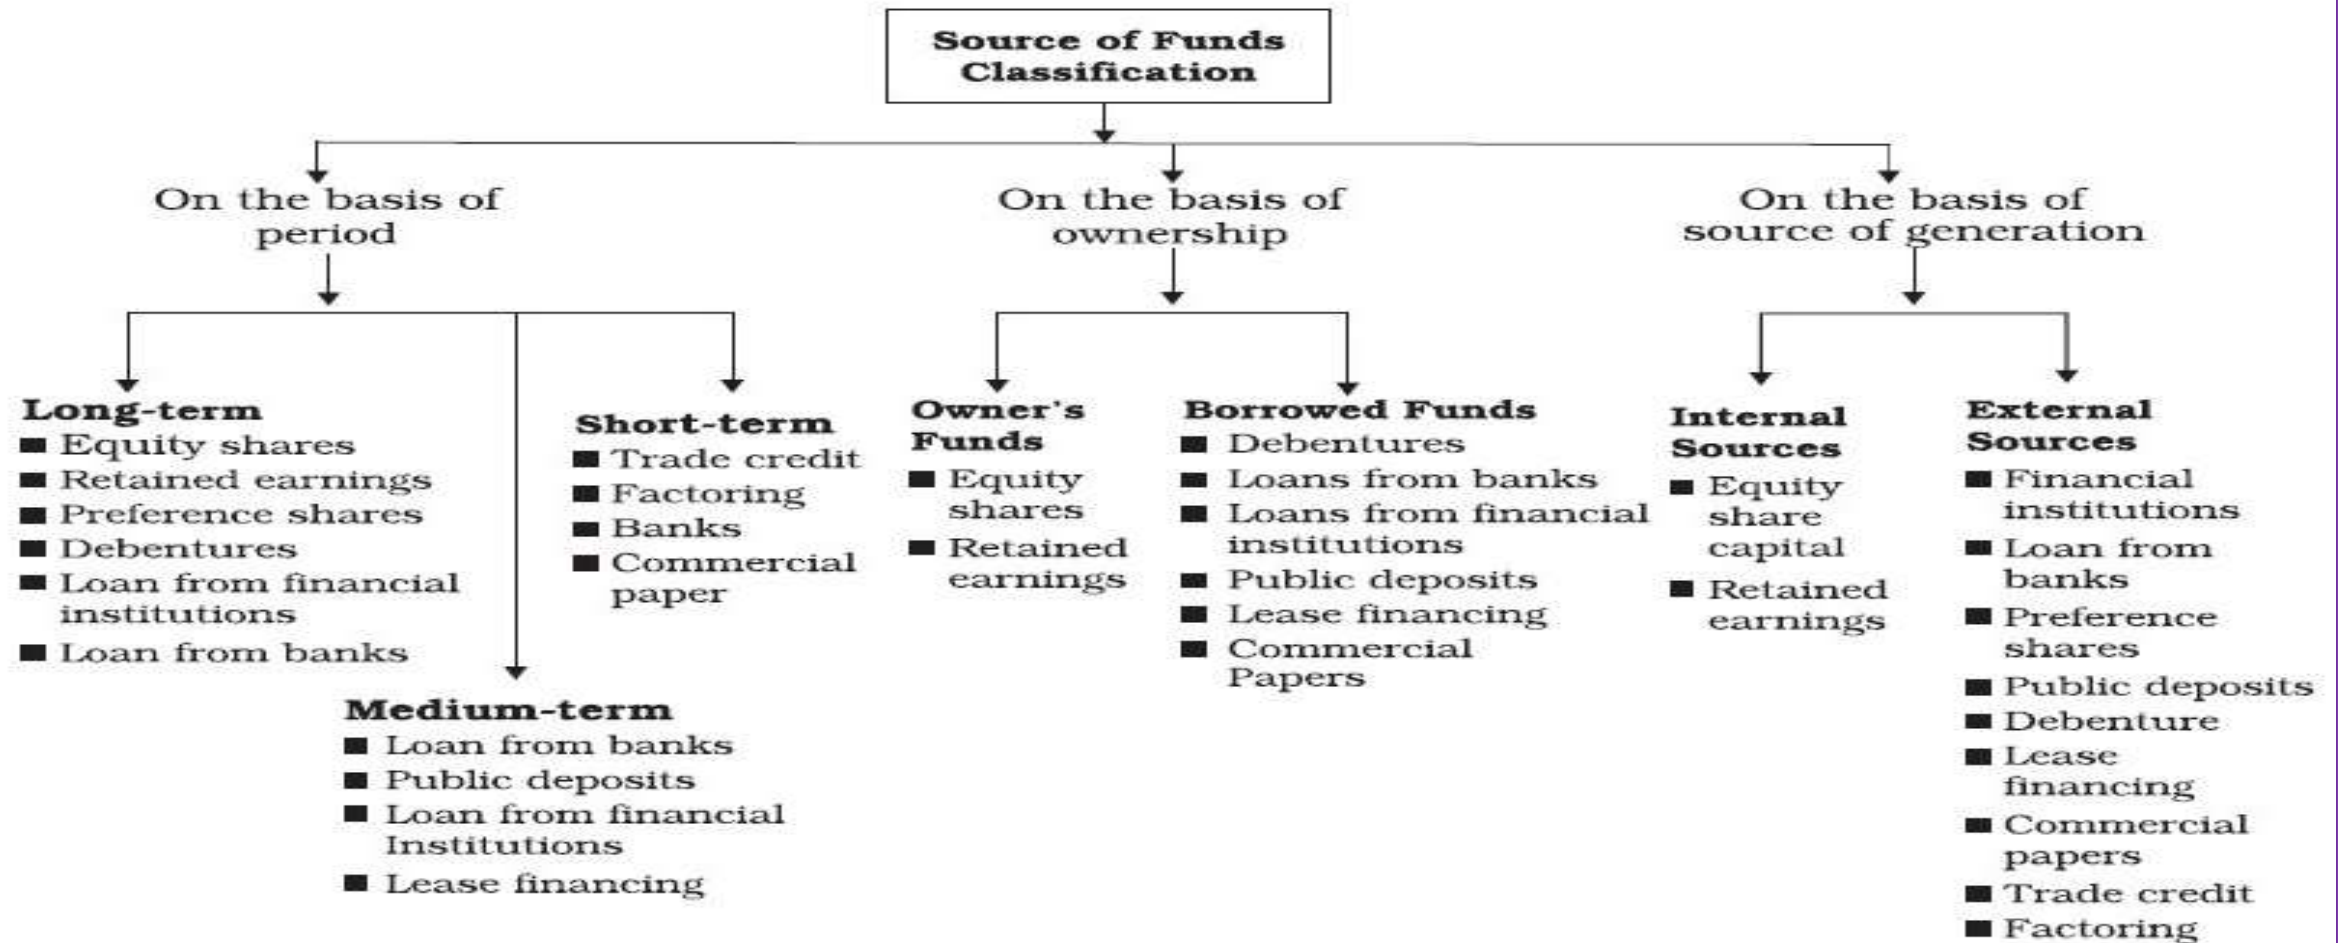 Source of Funds
Classification
On the basis of
period
On the basis of
ownership
On the basis of
source of generation
Long-term
■ Equity shares
■ Retained earnings
■ Preference shares
■ Debentures
■ Loan from financial
institutions
■ Loan from banks
Medium-term
■ Loan from banks
■ Public deposits
■ Loan from financial
Institutions
■ Lease financing
Short-term
■ Trade credit
■ Factoring
■ Banks
■ Commercial
paper
Owner's
Funds
■ Equity
shares
■ Retained
earnings
Borrowed Funds
■ Debentures
■ Loans from banks
■ Loans from financial
institutions
■ Public deposits
■ Lease financing
■ Commercial
Papers
Internal
Sources
■ Equity
share
capital
■ Retained
earnings
External
Sources
■ Financial
institutions
■ Loan from
banks
■ Preference
shares
■ Public deposits
■ Debenture
■ Lease
financing
■ Commercial
papers
■ Trade credit
■ Factoring